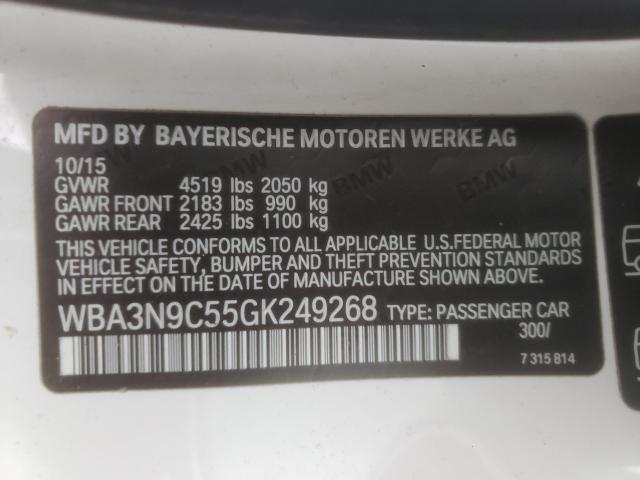 MFD BY BAYERISCHE MOTOREN WERKE AG
10/15
GVWR 4519 lbs 2050 kg
GAWR FRONT 2183 lbs 990 kg
GAWR REAR 2425 lbs 1100 kg
THIS VEHICLE CONFORMS TO ALL APPLICABLE U.S.FEDERAL MOTOR
VEHICLE SAFETY, BUMPER AND THEFT PREVENTION STANDARDS
IN EFFECT ON THE DATE OF MANUFACTURE SHOWN ABOVE.
WBA3N9C55GK249268 TYPE: PASSENGER CAR
300/
7 315 814
BMW
BMW
BMW